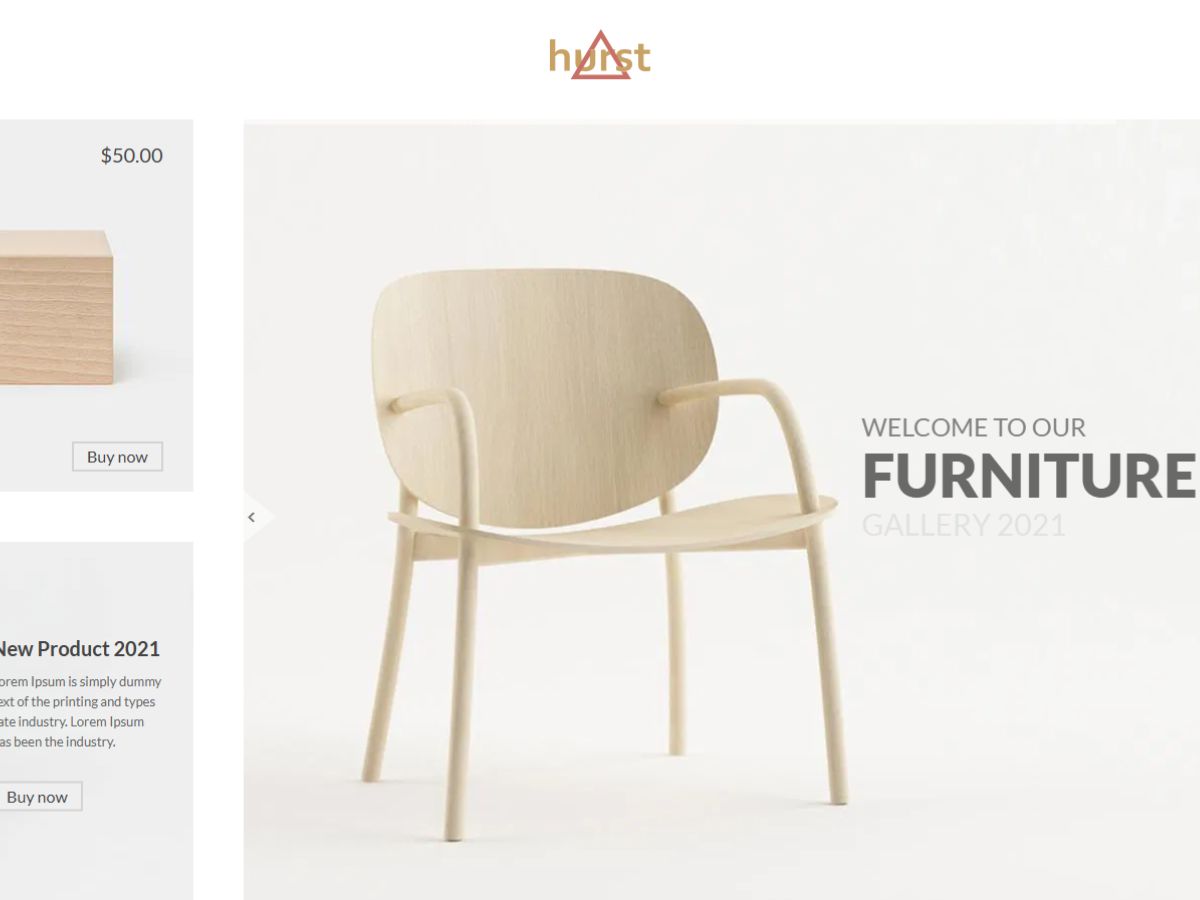 hurst
$50.00
Buy now
New Product 2021
orem Ipsum is simply dummy
ext of the printing and types
ate industry. Lorem Ipsum
as been the industry.
Buy now
WELCOME TO OUR
FURNITURE
GALLERY 2021